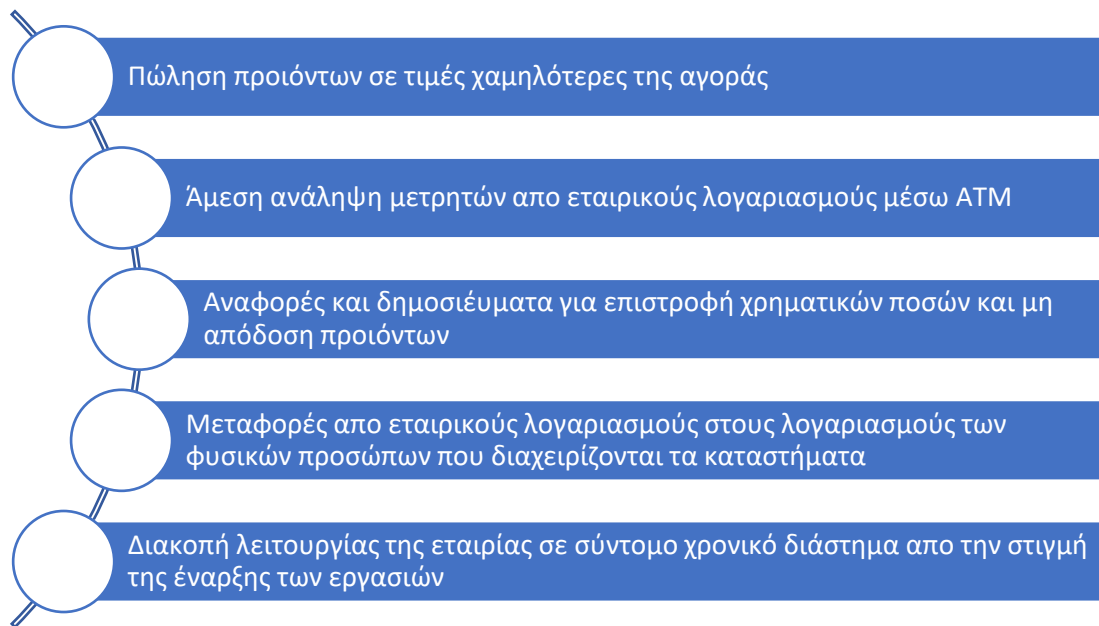 Πώληση προιόντων σε τιμές χαμηλότερες της αγοράς
Άμεση ανάληψη μετρητών απο εταιρικούς λογαριασμούς μέσω ΑΤΜ
Αναφορές και δημοσιέυματα για επιστροφή χρηματικών ποσών και μη
απόδοση προιόντων
Μεταφορές απο εταιρικούς λογαριασμούς στους λογαριασμούς των
φυσικών προσώπων που διαχειρίζονται τα καταστήματα
Διακοπή λειτουργίας της εταιρίας σε σύντομο χρονικό διάστημα απο την στιγμή
της έναρξης των εργασιών